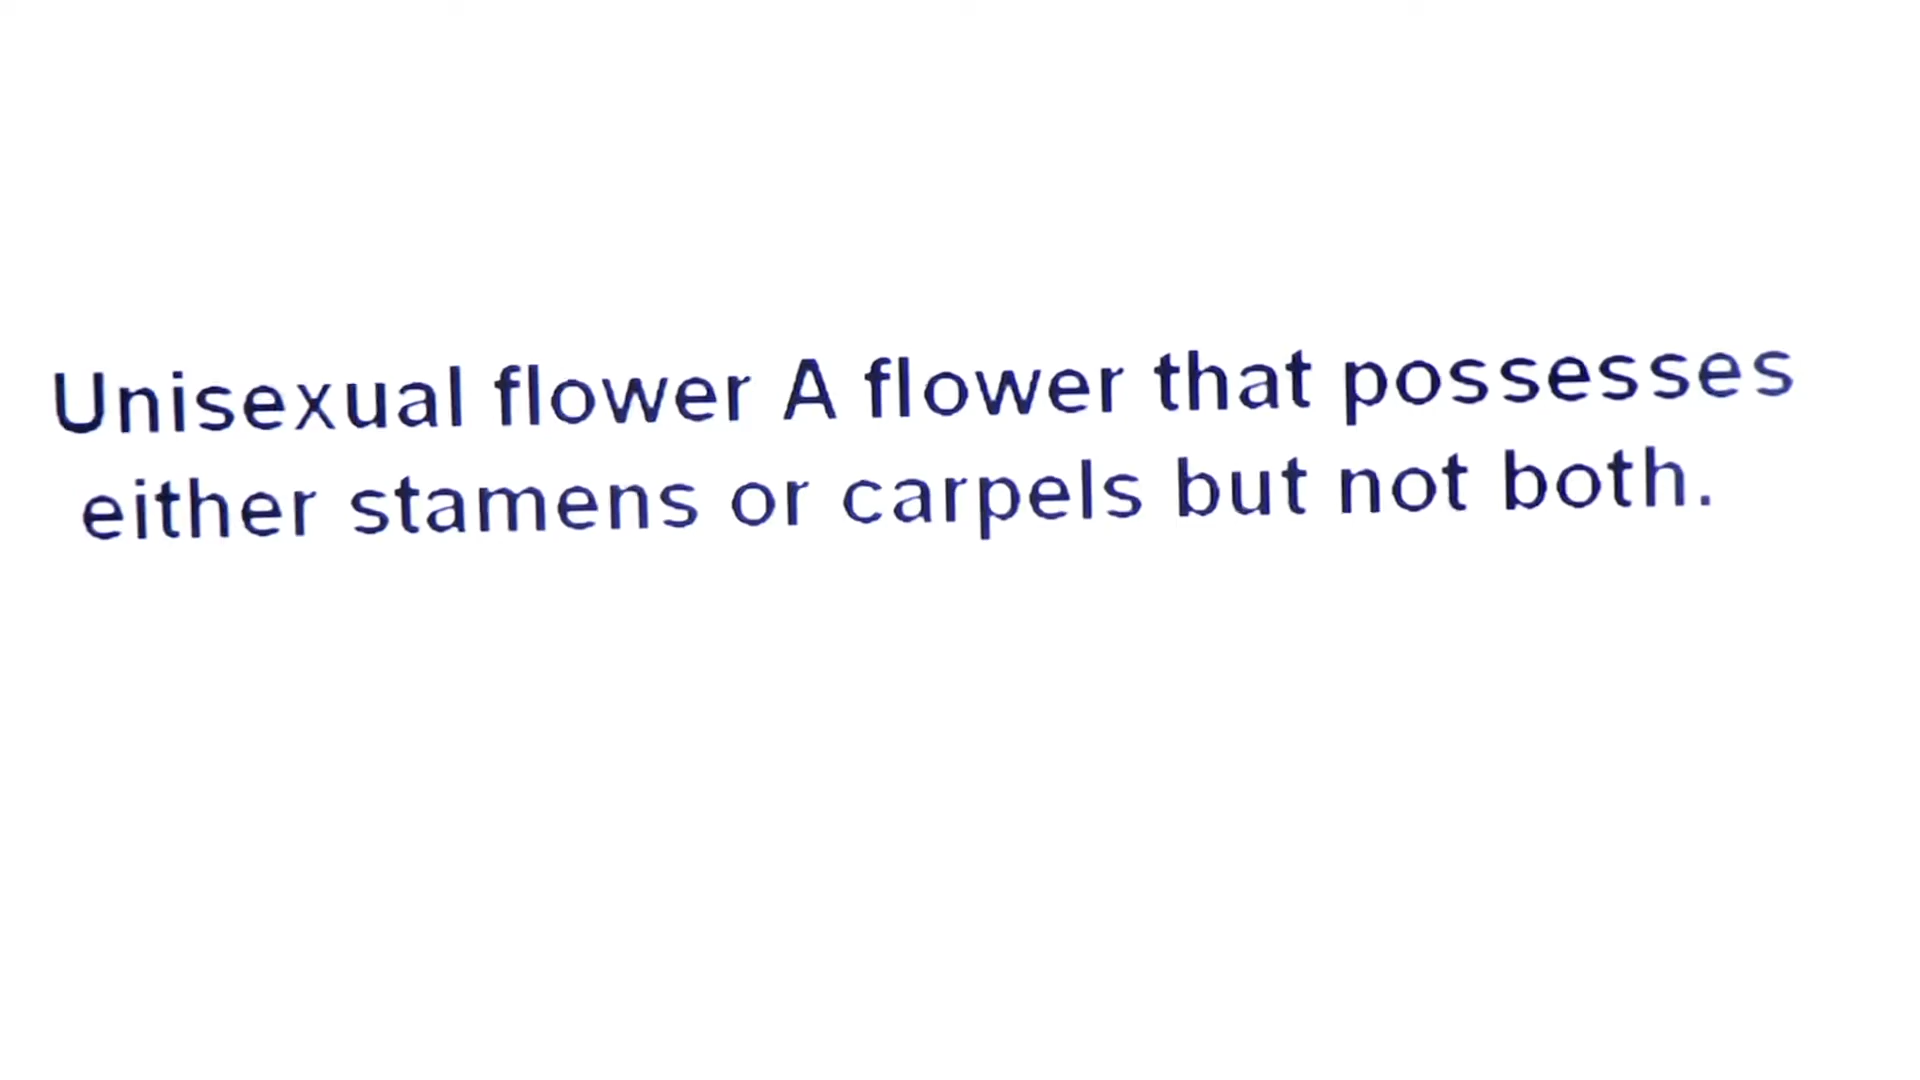 Unisexual flower A flower that possesses
either stamens or carpels but not both.